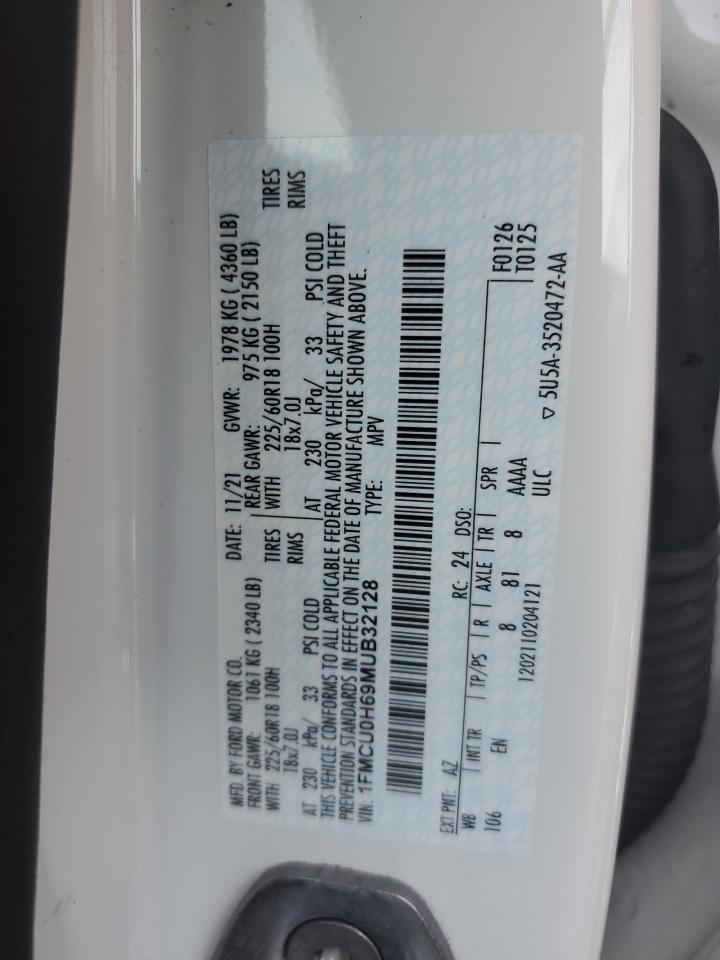 MFD. BY FORD MOTOR CO. DATE: 11/21 GVWR: 1978 KG ( 4360 LB)
FRONT GAWR: 1061 KG ( 2340 LB) REAR GAWR: 975 KG ( 2150 LB)
WITH 225/60R18 100H TIRES WITH 225/60R18 100H TIRES
18x7.0J RIMS 18x7.0J RIMS
AT 230 kPa/ 33 PSI COLD AT 230 kPa/ 33 PSI COLD
THIS VEHICLE CONFORMS TO ALL APPLICABLE FEDERAL MOTOR VEHICLE SAFETY AND THEFT
PREVENTION STANDARDS IN EFFECT ON THE DATE OF MANUFACTURE SHOWN ABOVE.
VIN: 1FMCU0H69MUB32128 TYPE: MPV
EXT PNT: AZ RC: 24 DSO: F0126
WB INT TR TP/PS R AXLE TR SPR T0125
106 EN 8 81 8 AAAA
ULC
1202110204121 ▽ 5U5A-3520472-AA